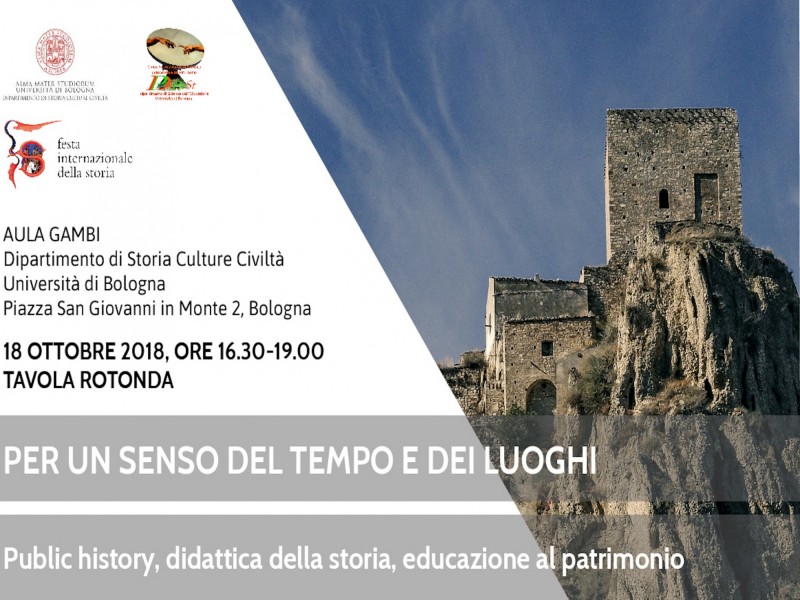 ALMA MATER STUDIORUM
UNIVERSITÀ DI BOLOGNA
DIPARTIMENTO DI STORIA CULTURE CIVILTÀ
festa
internazionale
della storia
AULA GAMBI
Dipartimento di Storia Culture Civiltà
Università di Bologna
Piazza San Giovanni in Monte 2, Bologna
18 OTTOBRE 2018, ORE 16.30-19.00
TAVOLA ROTONDA
PER UN SENSO DEL TEMPO E DEI LUOGHI
Public history, didattica della storia, educazione al patrimonio